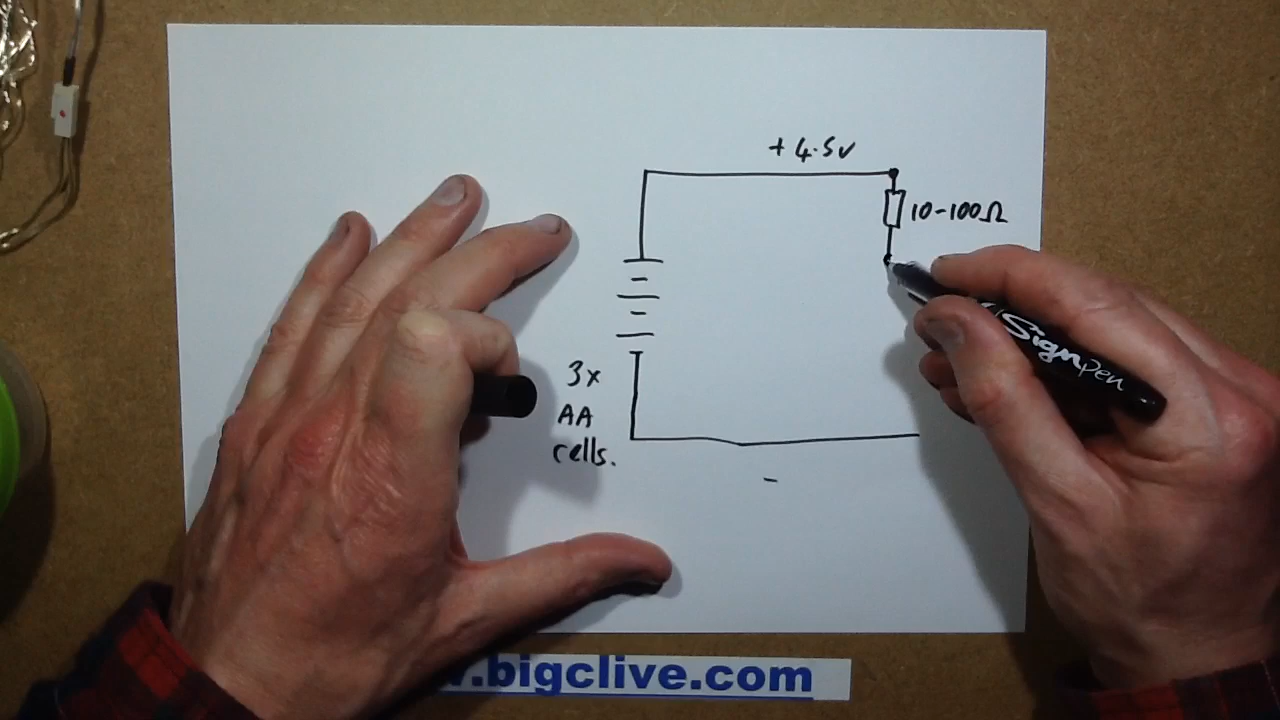 + 4.5v
10-100Ω
3x
AA
cells.
-
Sign pen
.bigclive.com